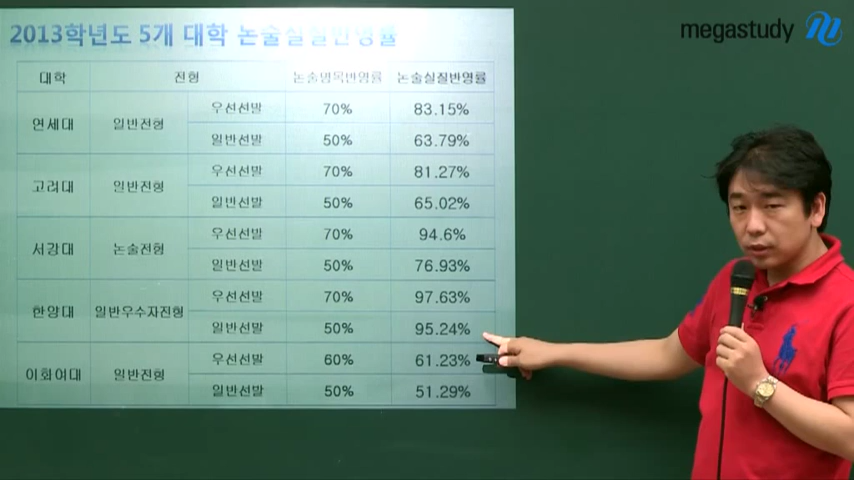 2013학년도 5개 대학 논술실질반영률
megastudy
대학 전형 논술명목반영률 논술실질반영률
연세대 일반전형 우선선발 70% 83.15%
일반선발 50% 63.79%
고려대 일반전형 우선선발 70% 81.27%
일반선발 50% 65.02%
서강대 논술전형 우선선발 70% 94.6%
일반선발 50% 76.93%
한양대 일반우수자전형 우선선발 70% 97.63%
일반선발 50% 95.24%
이화여대 일반전형 우선선발 60% 61.23%
일반선발 50% 51.29%